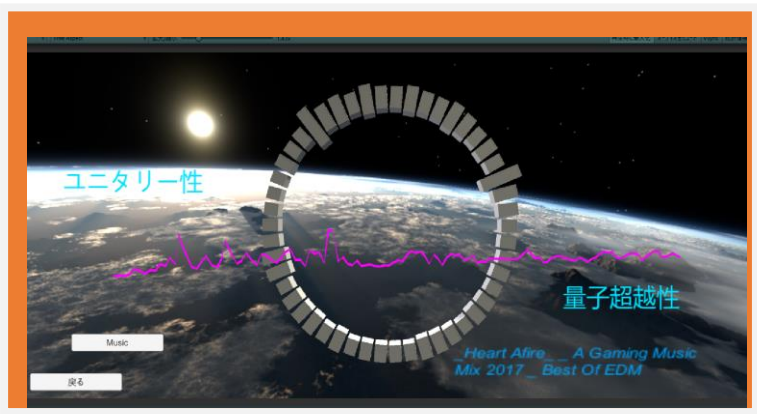 ユニタリー性
量子超越性
Music
_Heart Afire_ _ A Gaming Music
Mix 2017 _ Best Of EDM
戻る